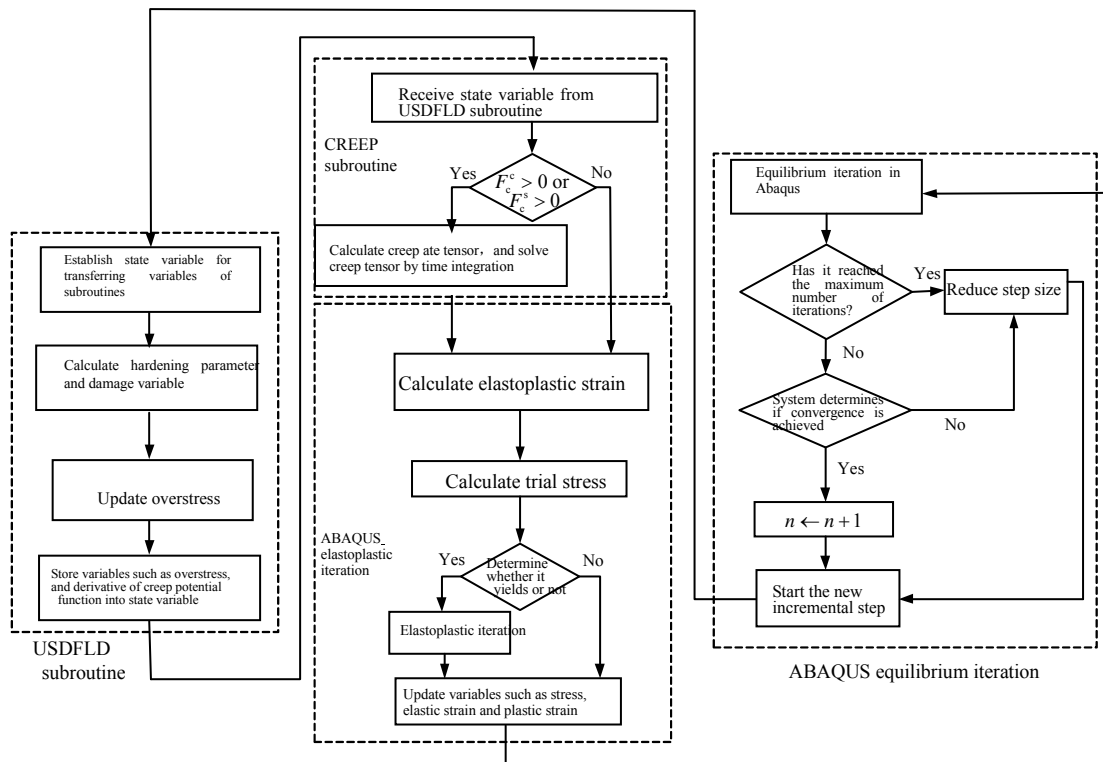 Establish state variable for
transferring variables of
subroutines
Calculate hardening parameter
and damage variable
Update overstress
Store variables such as overstress,
and derivative of creep potential
function into state variable
USDFLD
subroutine
Receive state variable from
USDFLD subroutine
CREEP
subroutine
Yes
No
F_c^c > 0 or
F_c^s > 0
Calculate creep ate tensor，and solve
creep tensor by time integration
Calculate elastoplastic strain
Calculate trial stress
ABAQUS_
elastoplastic
iteration
Yes
No
Determine
whether it
yields or not
Elastoplastic iteration
Update variables such as stress,
elastic strain and plastic strain
Equilibrium iteration in
Abaqus
Has it reached
the maximum
number of
iterations?
Yes
Reduce step size
No
System determines
if convergence is
achieved
No
Yes
n ← n + 1
Start the new
incremental step
ABAQUS equilibrium iteration